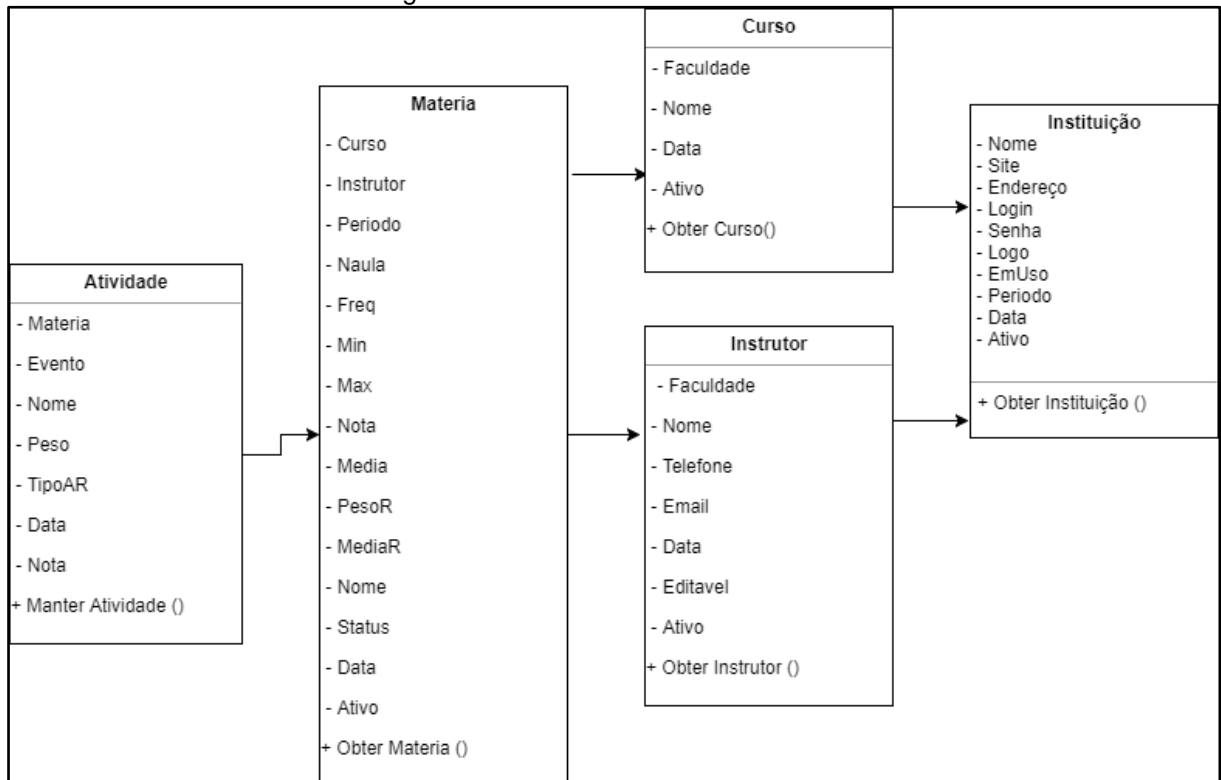 Atividade
- Materia
- Evento
- Nome
- Peso
- TipoAR
- Data
- Nota
+ Manter Atividade ()
Materia
- Curso
- Instrutor
- Periodo
- Naula
- Freq
- Min
- Max
- Nota
- Media
- PesoR
- MediaR
- Nome
- Status
- Data
- Ativo
+ Obter Materia ()
Curso
- Faculdade
- Nome
- Data
- Ativo
+ Obter Curso()
Instrutor
- Faculdade
- Nome
- Telefone
- Email
- Data
- Editavel
- Ativo
+ Obter Instrutor ()
Instituição
- Nome
- Site
- Endereço
- Login
- Senha
- Logo
- EmUso
- Periodo
- Data
- Ativo
+ Obter Instituição ()